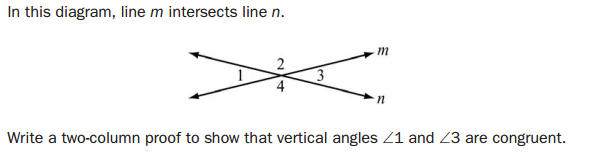 In this diagram, line m intersects line n.
m
2
1
3
4
n
Write a two-column proof to show that vertical angles ∠1 and ∠3 are congruent.